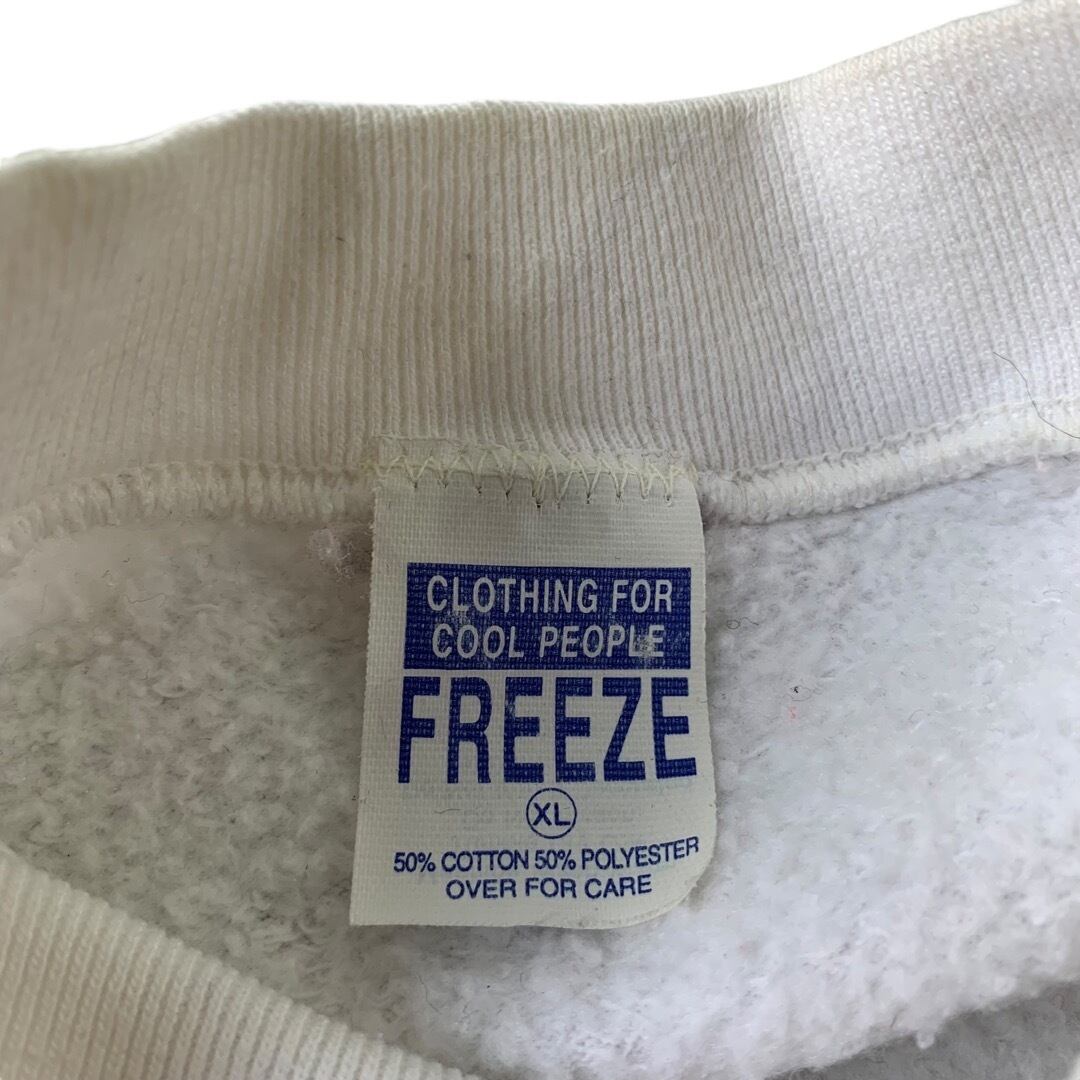 CLOTHING FOR
COOL PEOPLE
FREEZE
XL
50% COTTON 50% POLYESTER
OVER FOR CARE